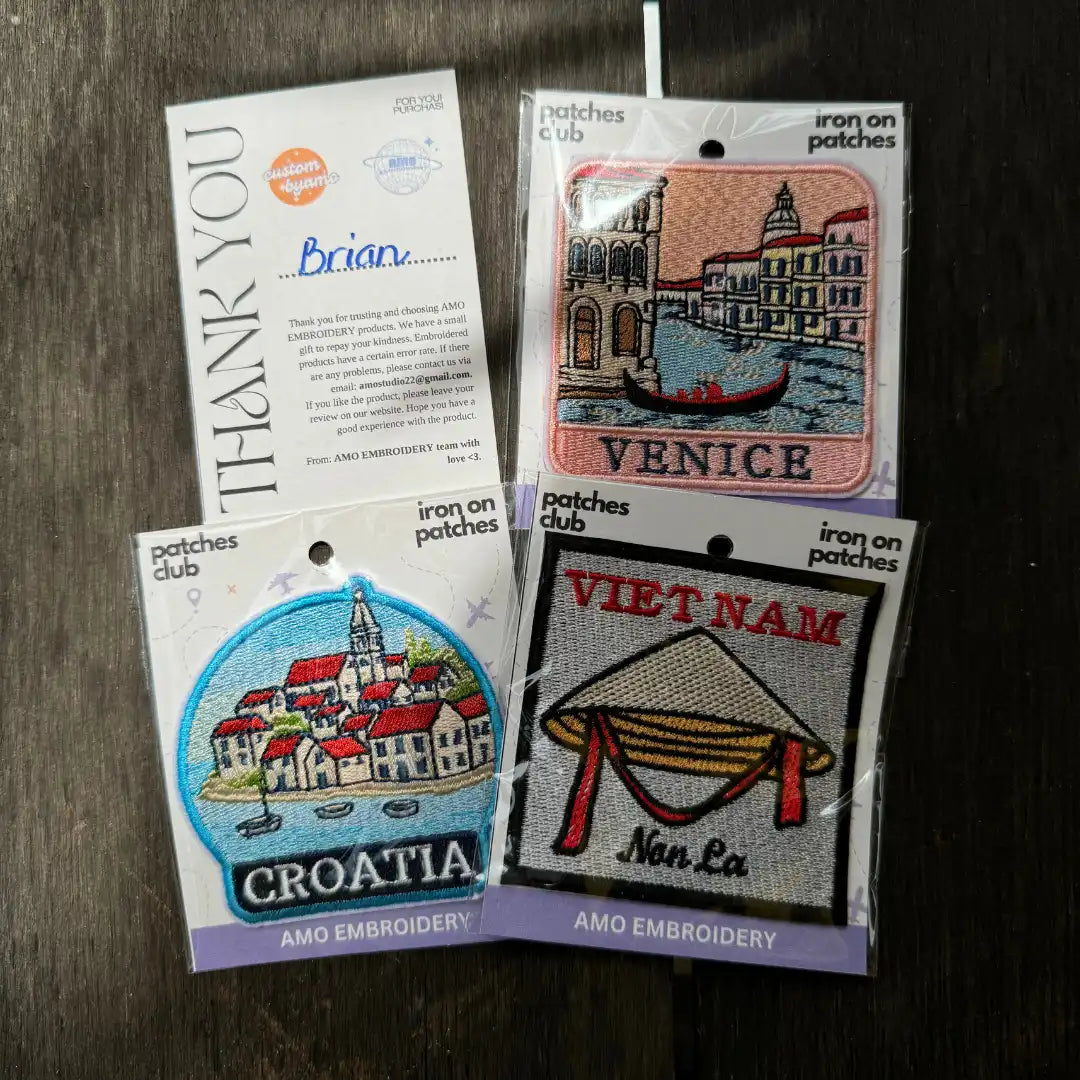 THANK YOU
FOR YOU!
PURCHAS!
custom
byamo
AMO
Brian
Thank you for trusting and choosing AMO
EMBROIDERY products. We have a small
gift to repay your kindness. Embroidered
products have a certain error rate. If there
are any problems, please contact us via
email: amostudio22@gmail.com.
If you like the product, please leave your
review on our website. Hope you have a
good experience with the product.
From: AMO EMBROIDERY team with
love <3.
patches
club
iron on
patches
VENICE
patches
club
iron on
patches
CROATIA
AMO EMBROIDERY
patches
club
iron on
patches
VIET NAM
Non La
AMO EMBROIDERY